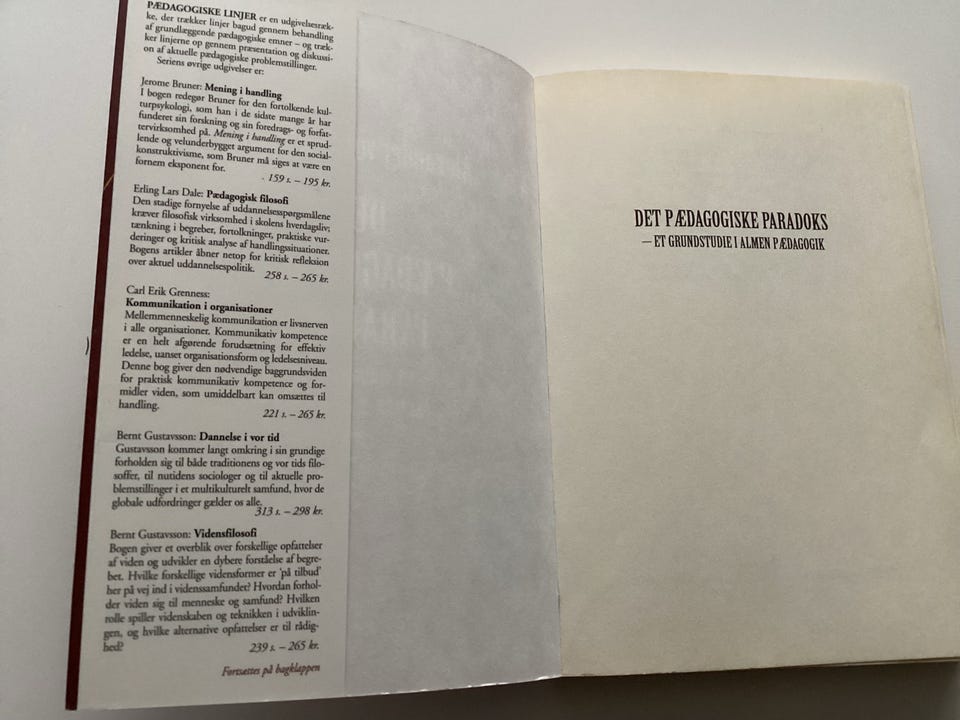 PÆDAGOGISKE LINJER er en udgivelsesræk-
ke, der trækker linjer bagud gennem behandling
af grundlæggende pædagogiske emner – og træk-
ker linjerne op gennem præsentation og diskussi-
on af aktuelle pædagogiske problemstillinger.
Seriens øvrige udgivelser er:
Jerome Bruner: Mening i handling
I bogen redegør Bruner for den fortolkende kul-
turpsykologi, som han i de sidste mange år har
funderet sin forskning og sin foredrags- og forfat-
tervirksomhed på. Mening i handling er et sprud-
lende og velunderbygget argument for den social-
konstruktivisme, som Bruner må siges at være en
fornem eksponent for.
- 159 s. – 195 kr.
Erling Lars Dale: Pædagogisk filosofi
Den stadige fornyelse af uddannelsesspørgsmålene
kræver filosofisk virksomhed i skolens hverdagsliv;
tænkning i begreber, fortolkninger, praktiske vur-
deringer og kritisk analyse af handlingssituationer.
Bogens artikler åbner netop for kritisk refleksion
over aktuel uddannelsespolitik.
258 s. – 265 kr.
Carl Erik Grenness:
Kommunikation i organisationer
Mellemmenneskelig kommunikation er livsnerven
i alle organisationer. Kommunikativ kompetence
er en helt afgørende forudsætning for effektiv
ledelse, uanset organisationsform og ledelsesniveau.
Denne bog giver den nødvendige baggrundsviden
for praktisk kommunikativ kompetence og for-
midler viden, som umiddelbart kan omsættes til
handling.
221 s. – 265 kr.
Bernt Gustavsson: Dannelse i vor tid
Gustavsson kommer langt omkring i sin grundige
forholden sig til både traditionens og vor tids filo-
soffer, til nutidens sociologer og til aktuelle pro-
blemstillinger i et multikulturelt samfund, hvor de
globale udfordringer gælder os alle.
313 s. – 298 kr.
Bernt Gustavsson: Vidensfilosofi
Bogen giver et overblik over forskellige opfattelser
af viden og udvikler en dybere forståelse af begre-
bet. Hvilke forskellige vidensformer er 'på tilbud'
her på vej ind i videnssamfundet? Hvordan forhol-
der viden sig til menneske og samfund? Hvilken
rolle spiller videnskaben og teknikken i udviklin-
gen, og hvilke alternative opfattelser er til rådig-
hed?
239 s. – 265 kr.
Fortsættes på bagklappen
DET PÆDAGOGISKE PARADOKS
– ET GRUNDSTUDIE I ALMEN PÆDAGOGIK